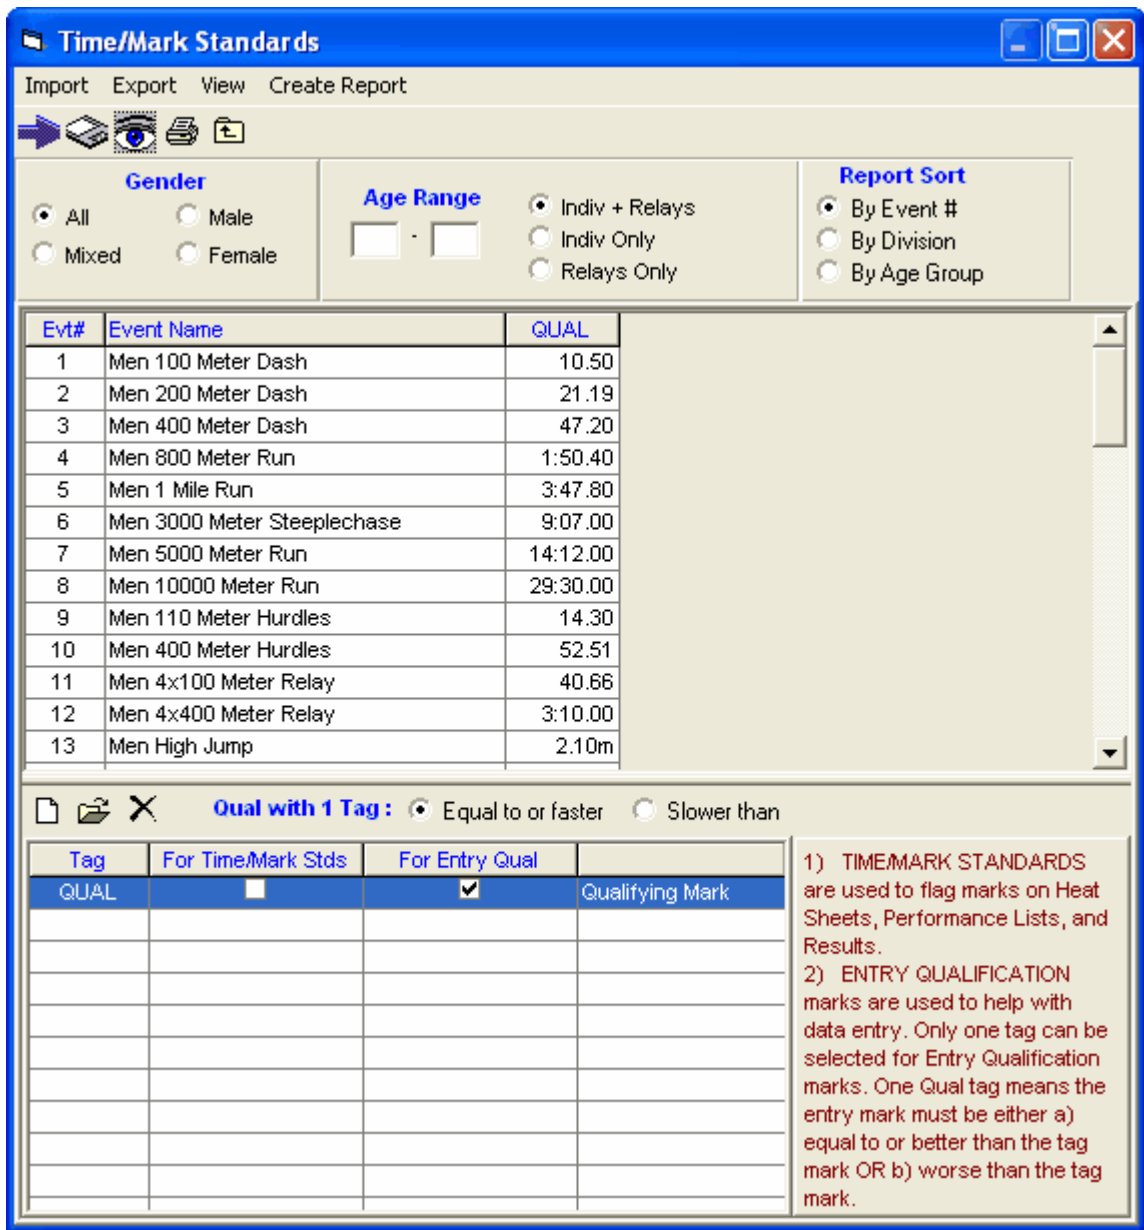 Time/Mark Standards
Import Export View Create Report
Gender
All Male
Mixed Female
Age Range
-
Indiv + Relays
Indiv Only
Relays Only
Report Sort
By Event #
By Division
By Age Group
Evt# Event Name QUAL
1 Men 100 Meter Dash 10.50
2 Men 200 Meter Dash 21.19
3 Men 400 Meter Dash 47.20
4 Men 800 Meter Run 1:50.40
5 Men 1 Mile Run 3:47.80
6 Men 3000 Meter Steeplechase 9:07.00
7 Men 5000 Meter Run 14:12.00
8 Men 10000 Meter Run 29:30.00
9 Men 110 Meter Hurdles 14.30
10 Men 400 Meter Hurdles 52.51
11 Men 4x100 Meter Relay 40.66
12 Men 4x400 Meter Relay 3:10.00
13 Men High Jump 2.10m
Qual with 1 Tag : Equal to or faster Slower than
Tag For Time/Mark Stds For Entry Qual
QUAL Qualifying Mark
1) TIME/MARK STANDARDS
are used to flag marks on Heat
Sheets, Performance Lists, and
Results.
2) ENTRY QUALIFICATION
marks are used to help with
data entry. Only one tag can be
selected for Entry Qualification
marks. One Qual tag means the
entry mark must be either a)
equal to or better than the tag
mark OR b) worse than the tag
mark.